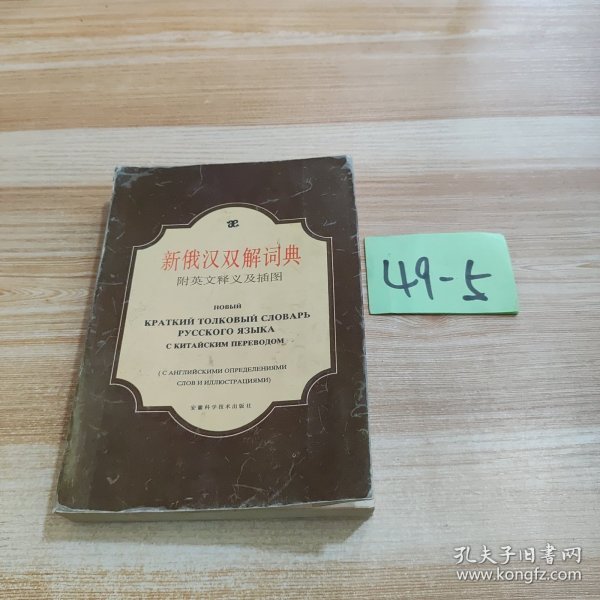 新俄汉双解词典
附英文释义及插图
НОВЫЙ
КРАТКИЙ ТОЛКОВЫЙ СЛОВАРЬ
РУССКОГО ЯЗЫКА
С КИТАЙСКИМ ПЕРЕВОДОМ
(С АНГЛИЙСКИМИ ОПРЕДЕЛЕНИЯМИ
СЛОВ И ИЛЛЮСТРАЦИЯМИ)
安徽科学技术出版社
49-5
孔夫子旧书网
www.kongfz.com